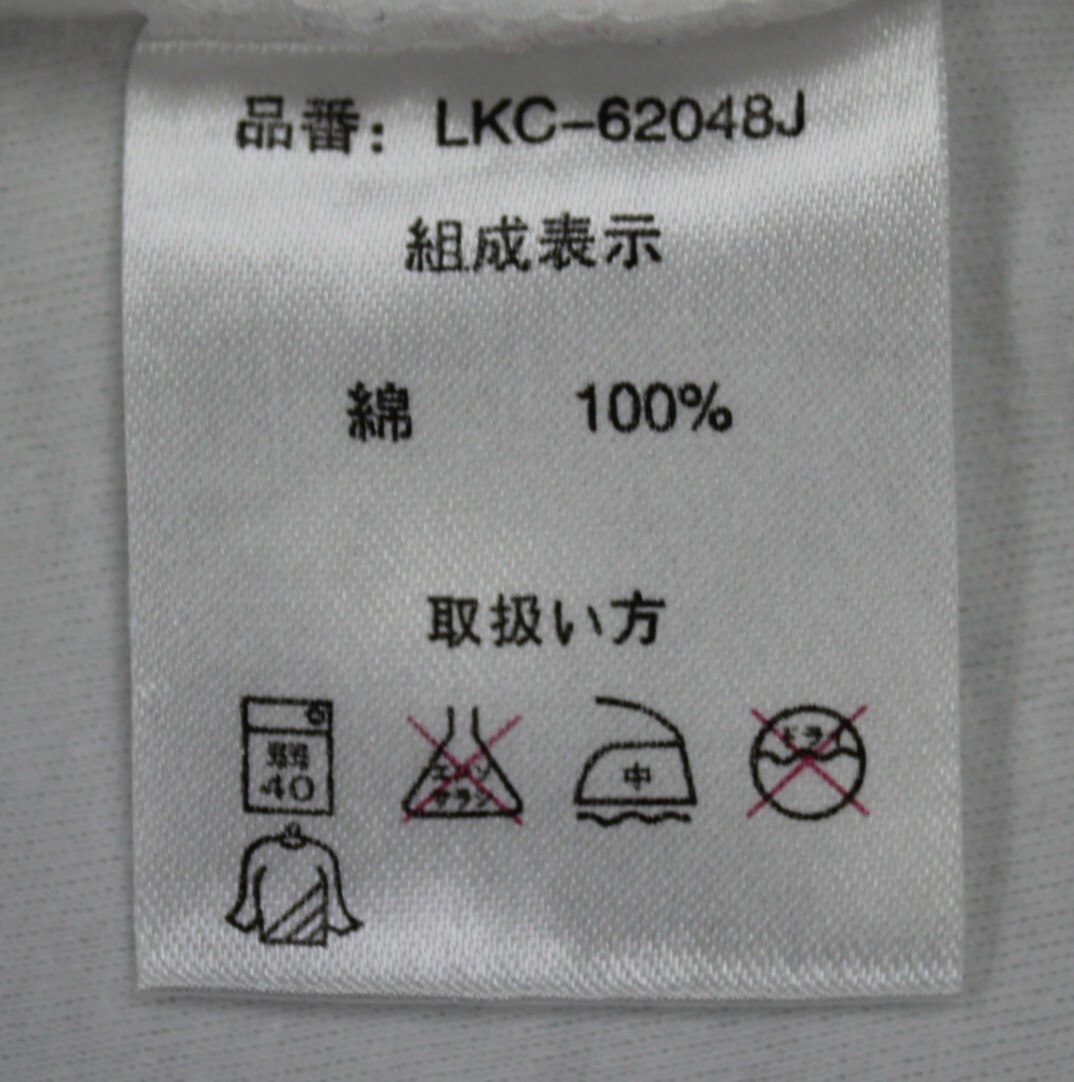 品番： LKC-62048J
組成表示
綿 100%
取扱い方
弱
40
エンソ
サラシ
中
ドライ